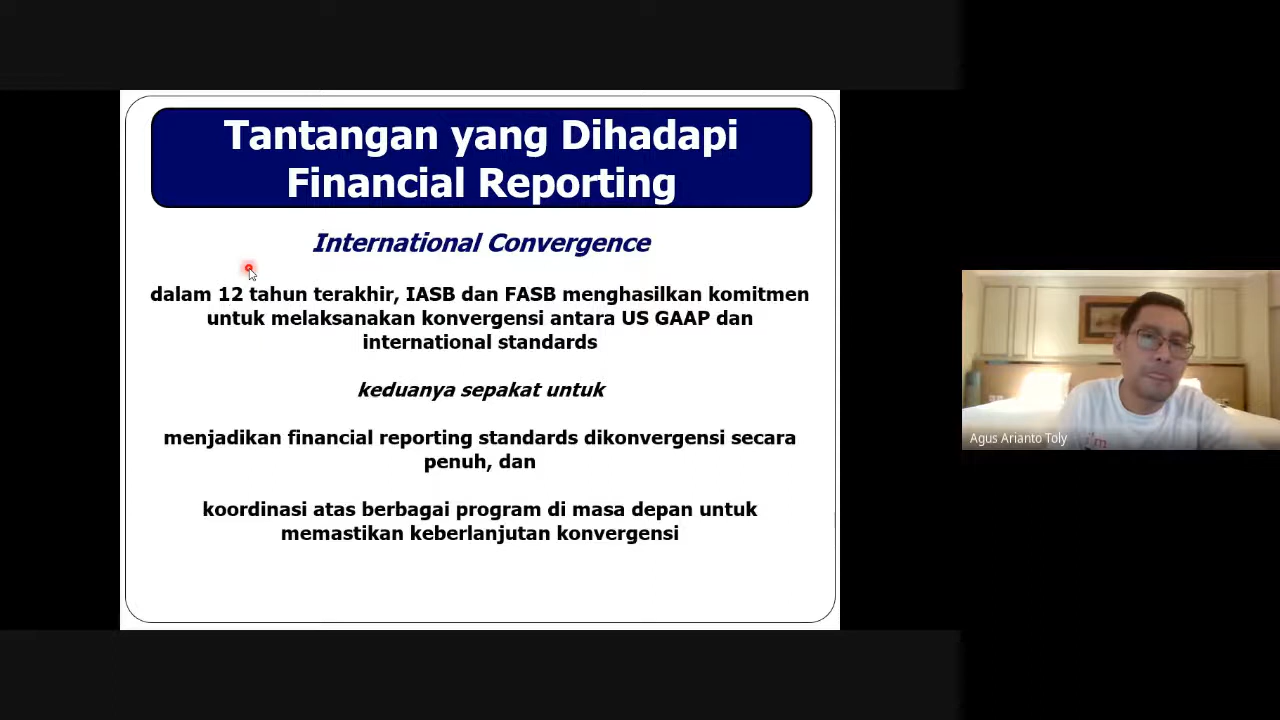 Tantangan yang Dihadapi
Financial Reporting
International Convergence
dalam 12 tahun terakhir, IASB dan FASB menghasilkan komitmen
untuk melaksanakan konvergensi antara US GAAP dan
international standards
keduanya sepakat untuk
menjadikan financial reporting standards dikonvergensi secara
penuh, dan
koordinasi atas berbagai program di masa depan untuk
memastikan keberlanjutan konvergensi
i'm
Agus Arianto Toly